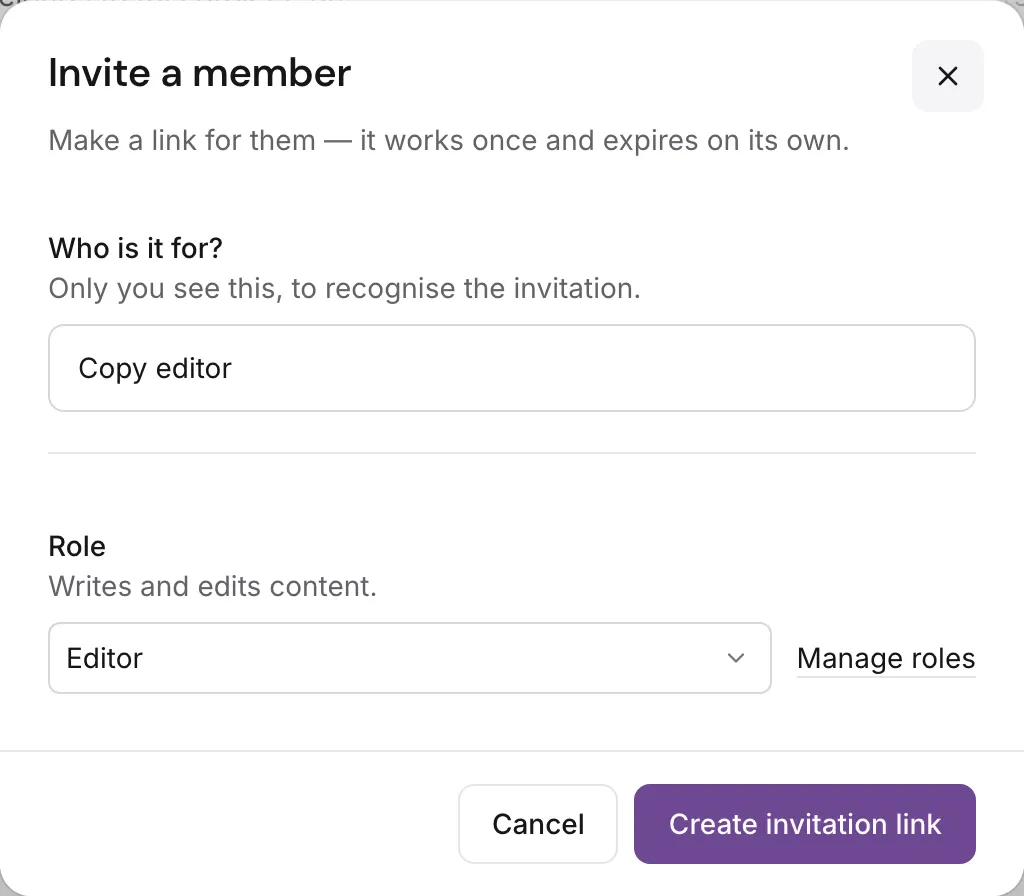 Invite a member
Make a link for them — it works once and expires on its own.
Who is it for?
Only you see this, to recognise the invitation.
Copy editor
Role
Writes and edits content.
Editor
Manage roles
Cancel
Create invitation link